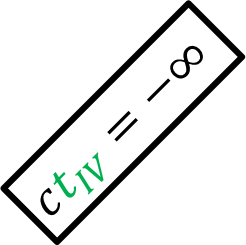 ct_IV = −∞